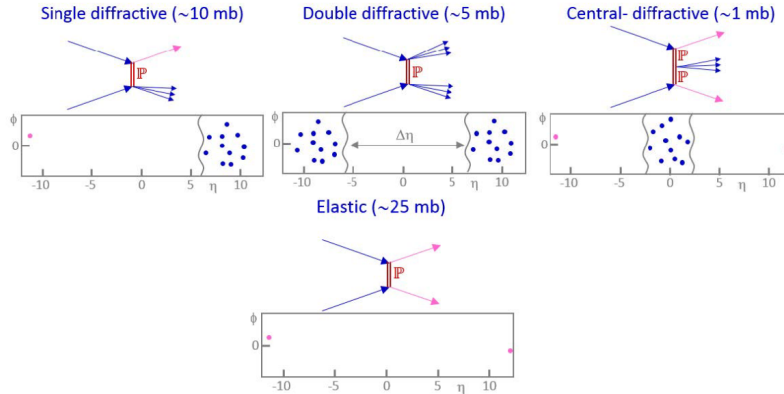 Single diffractive (~10 mb)
Double diffractive (~5 mb)
Central- diffractive (~1 mb)
ℙ
ℙ
ℙ
ℙ
ϕ
0
-10 -5 0 5 η 10
ϕ
0
Δη
-10 -5 0 5 η 10
ϕ
0
-10 -5 0 5 η 10
Elastic (~25 mb)
ℙ
ϕ
0
-10 -5 0 5 η 10